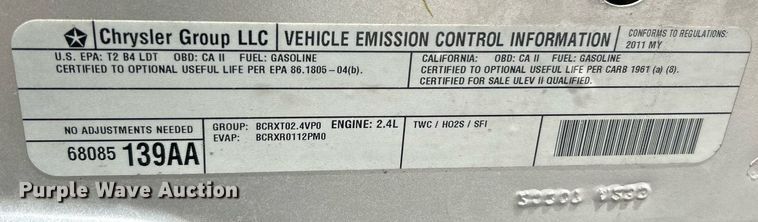 Chrysler Group LLC VEHICLE EMISSION CONTROL INFORMATION CONFORMS TO REGULATIONS: 2011 MY
U.S. EPA: T2 B4 LDT OBD: CA II FUEL: GASOLINE
CERTIFIED TO OPTIONAL USEFUL LIFE PER EPA 86.1805-04(b).
CALIFORNIA: OBD: CA II FUEL: GASOLINE
CERTIFIED TO OPTIONAL USEFUL LIFE PER CARB 1961 (a) (8).
CERTIFIED FOR SALE ULEV II QUALIFIED.
NO ADJUSTMENTS NEEDED
68085 139AA
GROUP: BCRXT02.4VP0 ENGINE: 2.4L
EVAP: BCRXR0112PM0
TWC / HO2S / SFI
Purple Wave Auction